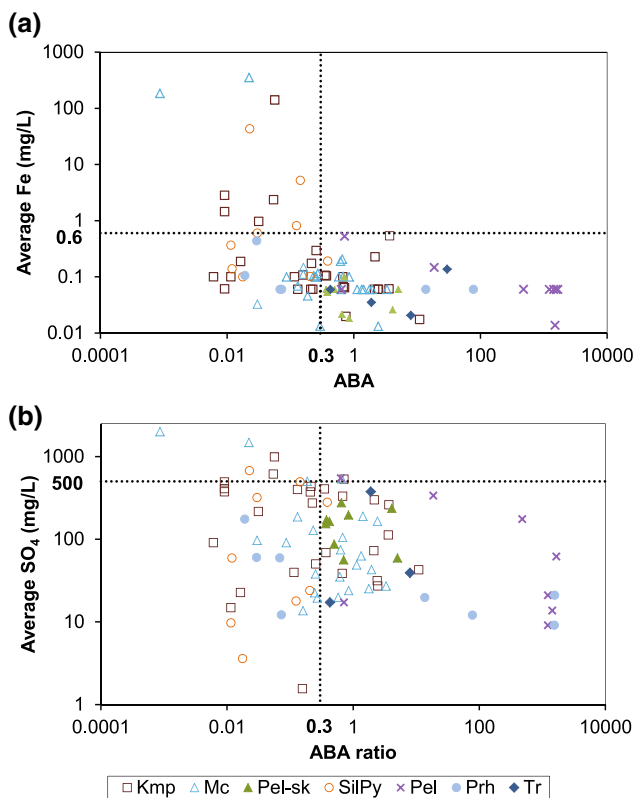 (a)
1000
100
10
1
0.6
0.1
0.01
Average Fe (mg/L)
0.0001 0.01 0.3 1 100 10000
ABA
(b)
1000
500
100
10
1
Average SO4 (mg/L)
0.0001 0.01 0.3 1 100 10000
ABA ratio
Kmp Mc Pel-sk SilPy Pel Prh Tr